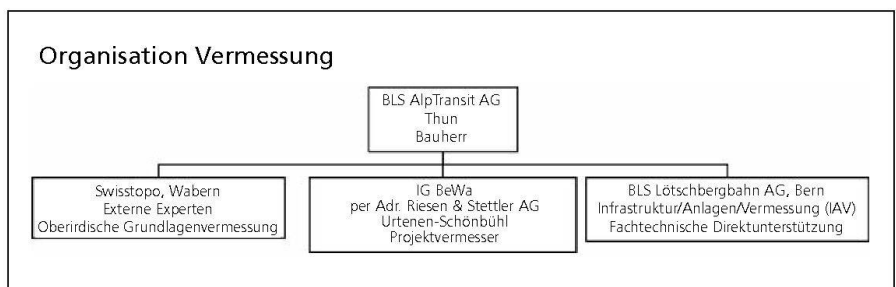 Organisation Vermessung
BLS AlpTransit AG
Thun
Bauherr
Swisstopo, Wabern
Externe Experten
Oberirdische Grundlagenvermessung
IG BeWa
per Adr. Riesen & Stettler AG
Urtenen-Schönbühl
Projektvermesser
BLS Lötschbergbahn AG, Bern
Infrastruktur/Anlagen/Vermessung (IAV)
Fachtechnische Direktunterstützung